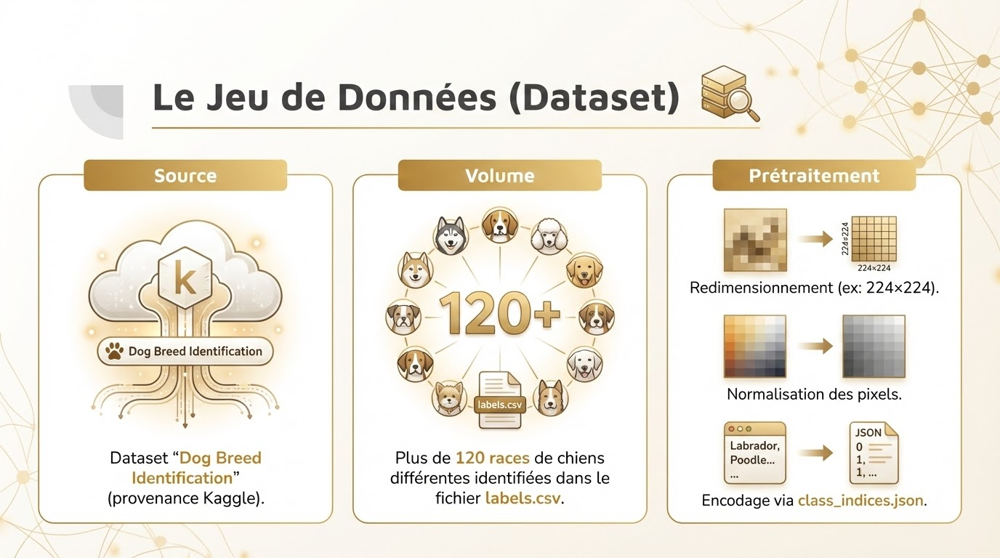 Le Jeu de Données (Dataset)
Source
k
Dog Breed Identification
Dataset “Dog Breed
Identification”
(provenance Kaggle).
Volume
120+
labels.csv
Plus de 120 races de chiens
différentes identifiées dans le
fichier labels.csv.
Prétraitement
224×224
224×224
Redimensionnement (ex: 224×224).
Normalisation des pixels.
Labrador,
Poodle...
...
JSON
0
1,
1, ...
Encodage via class_indices.json.